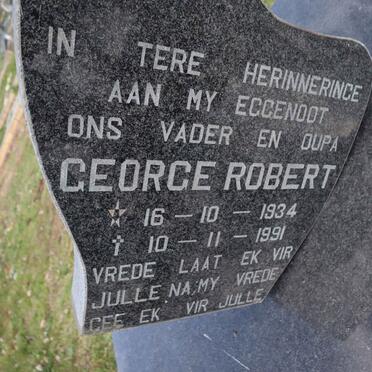 IN TERE HERINNERINGE
AAN MY EGGENOOT
ONS VADER EN OUPA
GEORGE ROBERT
16 - 10 - 1934
† 10 - 11 - 1991
VREDE LAAT EK VIR
JULLE NA, MY VREDE
GEE EK VIR JULLE